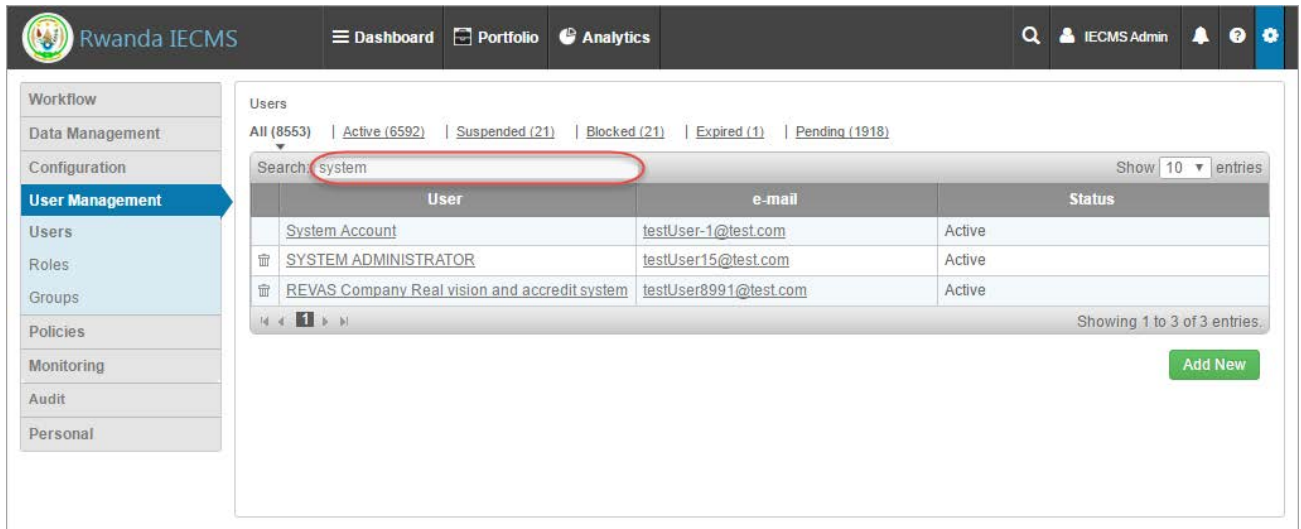 Rwanda IECMS
Dashboard Portfolio Analytics IECMS Admin
Workflow
Data Management
Configuration
User Management
Users
Roles
Groups
Policies
Monitoring
Audit
Personal
Users
All (8553) | Active (6592) | Suspended (21) | Blocked (21) | Expired (1) | Pending (1918)
Search: system Show 10 entries
User e-mail Status
System Account testUser-1@test.com Active
SYSTEM ADMINISTRATOR testUser15@test.com Active
REVAS Company Real vision and accredit system testUser8991@test.com Active
1 Showing 1 to 3 of 3 entries.
Add New